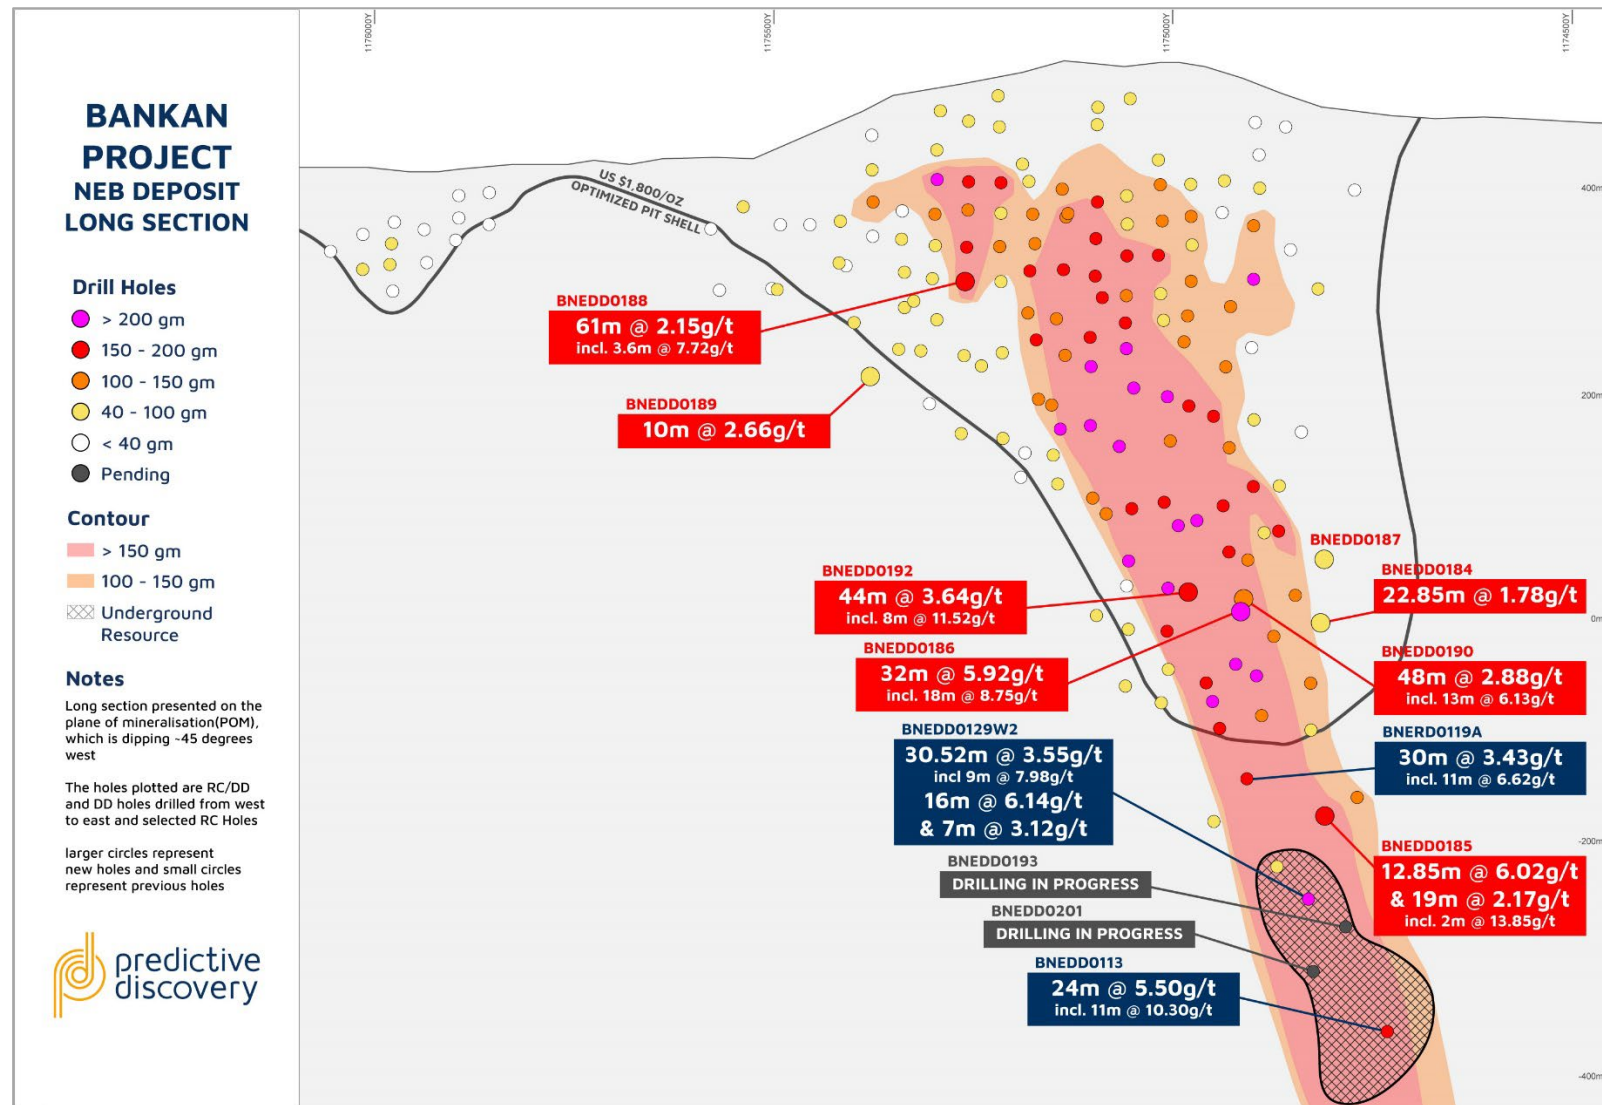 1176000Y
1175500Y
1175000Y
1174500Y
BANKAN
PROJECT
NEB DEPOSIT
LONG SECTION
Drill Holes
> 200 gm
150 - 200 gm
100 - 150 gm
40 - 100 gm
< 40 gm
Pending
Contour
> 150 gm
100 - 150 gm
Underground
Resource
Notes
Long section presented on the
plane of mineralisation(POM),
which is dipping ~45 degrees
west
The holes plotted are RC/DD
and DD holes drilled from west
to east and selected RC Holes
larger circles represent
new holes and small circles
represent previous holes
predictive
discovery
US $1,800/OZ
OPTIMIZED PIT SHELL
400m
200m
0m
-200m
-400m
BNEDD0188
61m @ 2.15g/t
incl. 3.6m @ 7.72g/t
BNEDD0189
10m @ 2.66g/t
BNEDD0187
BNEDD0184
22.85m @ 1.78g/t
BNEDD0192
44m @ 3.64g/t
incl. 8m @ 11.52g/t
BNEDD0186
32m @ 5.92g/t
incl. 18m @ 8.75g/t
BNEDD0190
48m @ 2.88g/t
incl. 13m @ 6.13g/t
BNEDD0129W2
30.52m @ 3.55g/t
incl 9m @ 7.98g/t
16m @ 6.14g/t
& 7m @ 3.12g/t
BNERD0119A
30m @ 3.43g/t
incl. 11m @ 6.62g/t
BNEDD0185
12.85m @ 6.02g/t
& 19m @ 2.17g/t
incl. 2m @ 13.85g/t
BNEDD0193
DRILLING IN PROGRESS
BNEDD0201
DRILLING IN PROGRESS
BNEDD0113
24m @ 5.50g/t
incl. 11m @ 10.30g/t